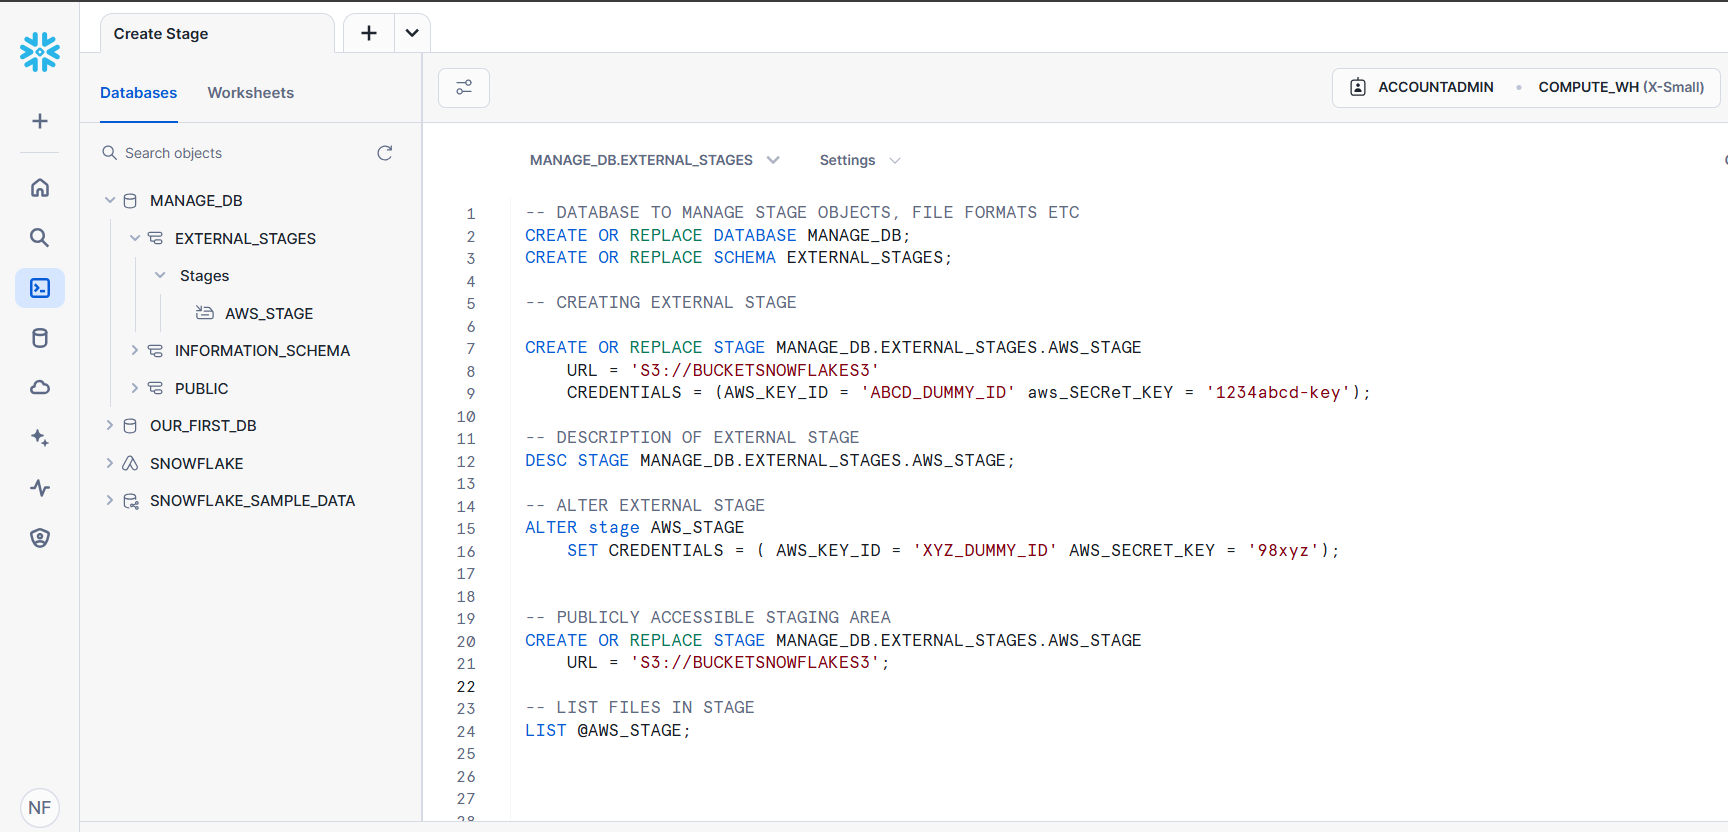 Create Stage
Databases
Worksheets
ACCOUNTADMIN
COMPUTE_WH (X-Small)
Search objects
MANAGE_DB
EXTERNAL_STAGES
Stages
AWS_STAGE
INFORMATION_SCHEMA
PUBLIC
OUR_FIRST_DB
SNOWFLAKE
SNOWFLAKE_SAMPLE_DATA
NF
MANAGE_DB.EXTERNAL_STAGES
Settings
1 -- DATABASE TO MANAGE STAGE OBJECTS, FILE FORMATS ETC
2 CREATE OR REPLACE DATABASE MANAGE_DB;
3 CREATE OR REPLACE SCHEMA EXTERNAL_STAGES;
4
5 -- CREATING EXTERNAL STAGE
6
7 CREATE OR REPLACE STAGE MANAGE_DB.EXTERNAL_STAGES.AWS_STAGE
8 URL = 'S3://BUCKETSNOWFLAKES3'
9 CREDENTIALS = (AWS_KEY_ID = 'ABCD_DUMMY_ID' aws_SECReT_KEY = '1234abcd-key');
10
11 -- DESCRIPTION OF EXTERNAL STAGE
12 DESC STAGE MANAGE_DB.EXTERNAL_STAGES.AWS_STAGE;
13
14 -- ALTER EXTERNAL STAGE
15 ALTER stage AWS_STAGE
16 SET CREDENTIALS = ( AWS_KEY_ID = 'XYZ_DUMMY_ID' AWS_SECRET_KEY = '98xyz');
17
18
19 -- PUBLICLY ACCESSIBLE STAGING AREA
20 CREATE OR REPLACE STAGE MANAGE_DB.EXTERNAL_STAGES.AWS_STAGE
21 URL = 'S3://BUCKETSNOWFLAKES3';
22
23 -- LIST FILES IN STAGE
24 LIST @AWS_STAGE;
25
26
27
28